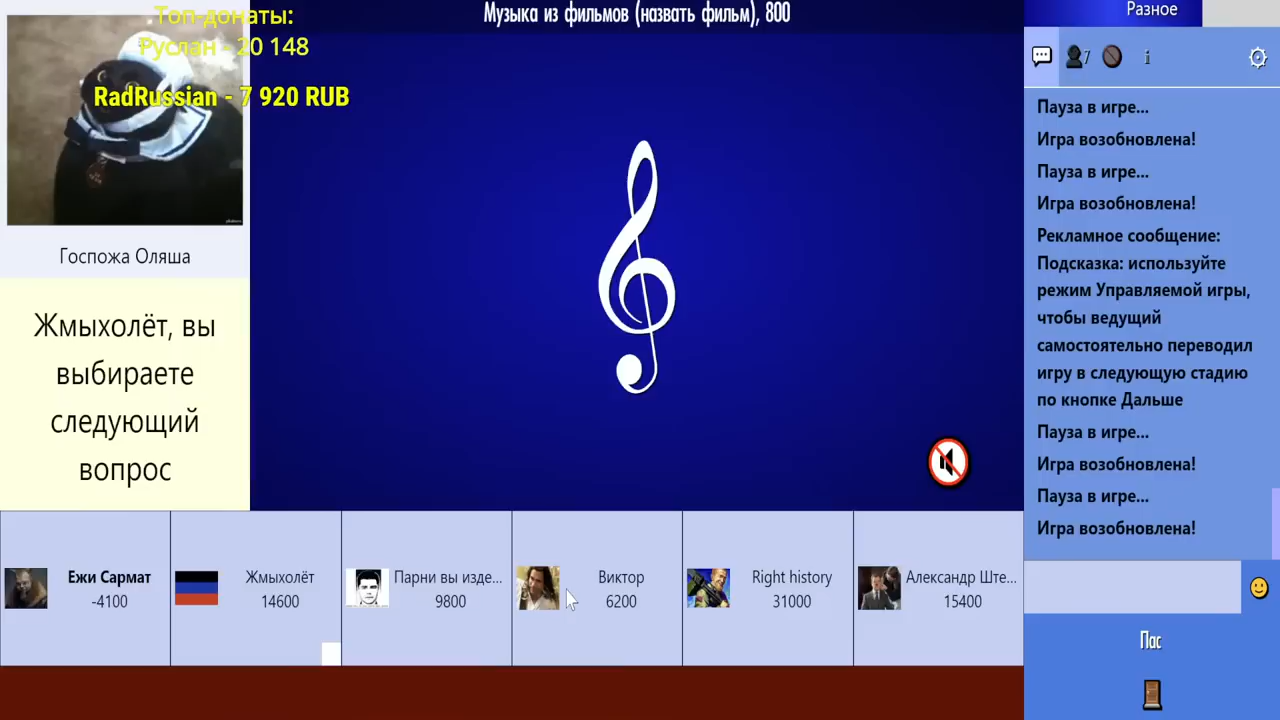 Топ-донаты:
Руслан - 20 148
RadRussian - 7 920 RUB
Госпожа Оляша
Жмыхолёт, вы
выбираете
следующий
вопрос
Музыка из фильмов (назвать фильм), 800
Разное
7
i
Пауза в игре...
Игра возобновлена!
Пауза в игре...
Игра возобновлена!
Рекламное сообщение:
Подсказка: используйте
режим Управляемой игры,
чтобы ведущий
самостоятельно переводил
игру в следующую стадию
по кнопке Дальше
Пауза в игре...
Игра возобновлена!
Пауза в игре...
Игра возобновлена!
Пас
Ежи Сармат
-4100
Жмыхолёт
14600
Парни вы изде...
9800
Виктор
6200
Right history
31000
Александр Ште...
15400